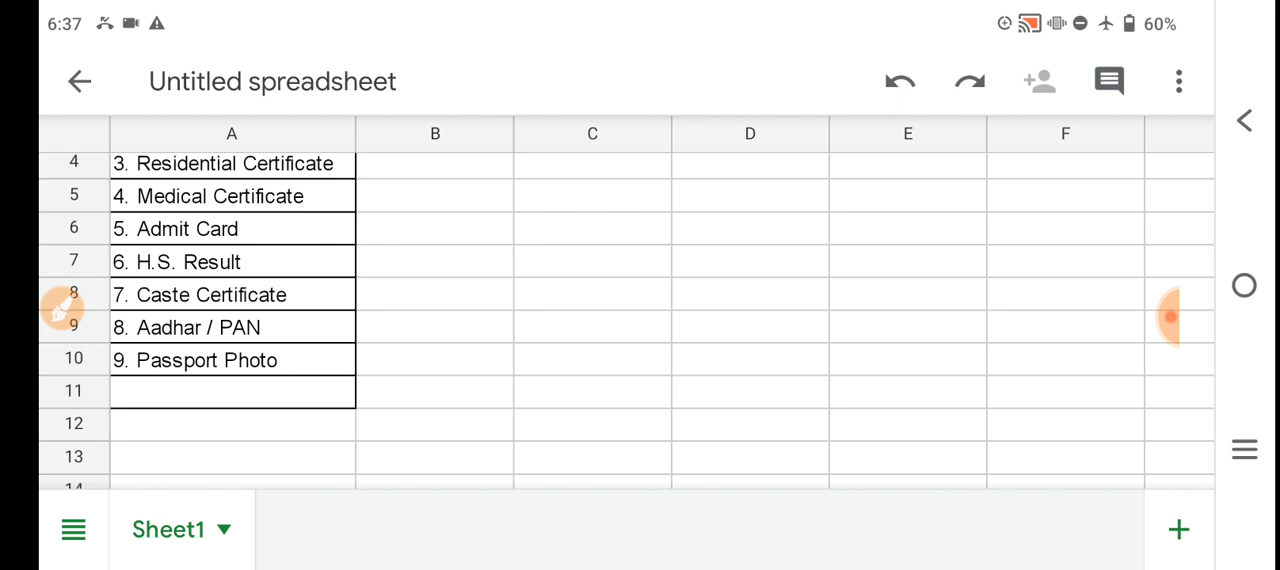 6:37 60%
Untitled spreadsheet
A B C D E F
4 3. Residential Certificate
5 4. Medical Certificate
6 5. Admit Card
7 6. H.S. Result
8 7. Caste Certificate
9 8. Aadhar / PAN
10 9. Passport Photo
11
12
13
14
Sheet1